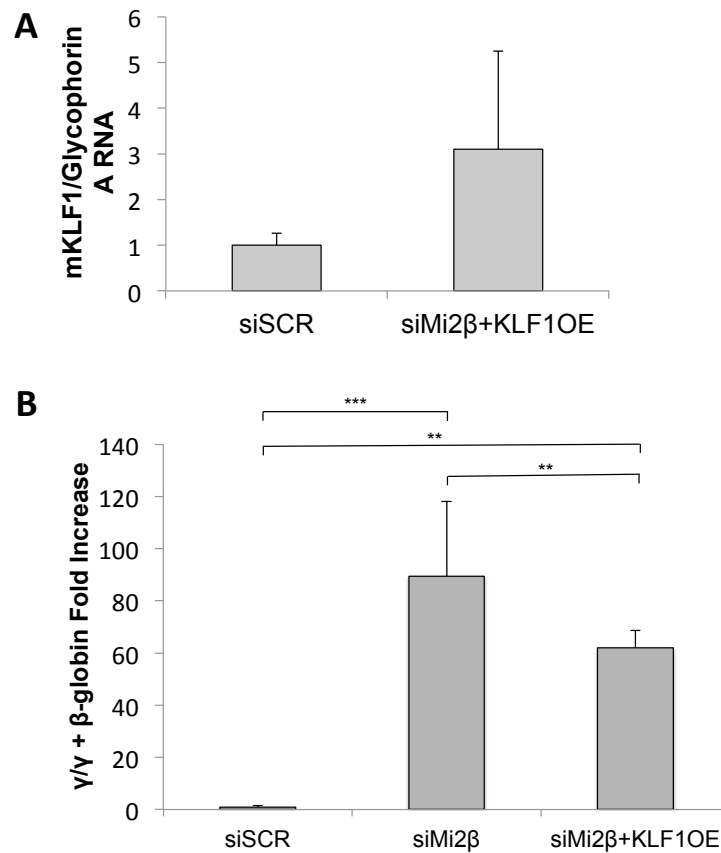 A
mKLF1/Glycophorin
A RNA
6
5
4
3
2
1
0
siSCR
siMi2β+KLF1OE
B
γ/γ + β-globin Fold Increase
***
**
**
140
120
100
80
60
40
20
0
siSCR
siMi2β
siMi2β+KLF1OE